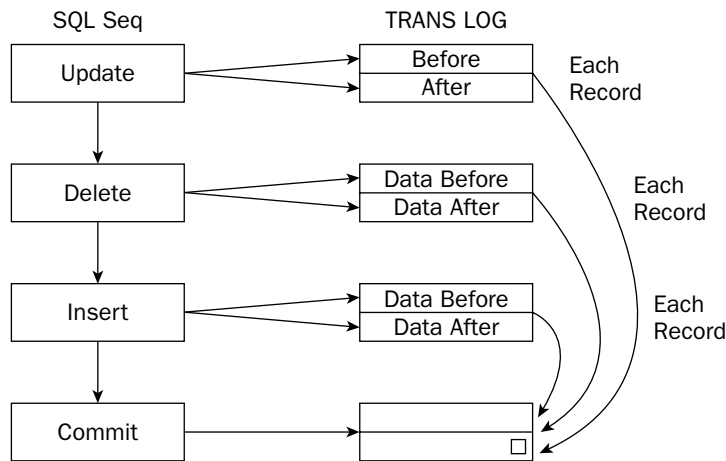 SQL Seq
TRANS LOG
Update
Before
After
Each
Record
Delete
Data Before
Data After
Each
Record
Insert
Data Before
Data After
Each
Record
Commit